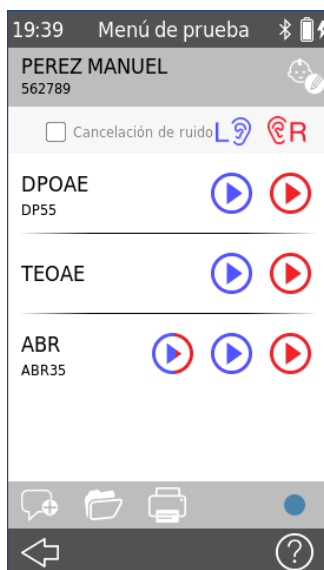 19:39 Menú de prueba
PEREZ MANUEL
562789
Cancelación de ruido L R
DPOAE
DP55
TEOAE
ABR
ABR35
?